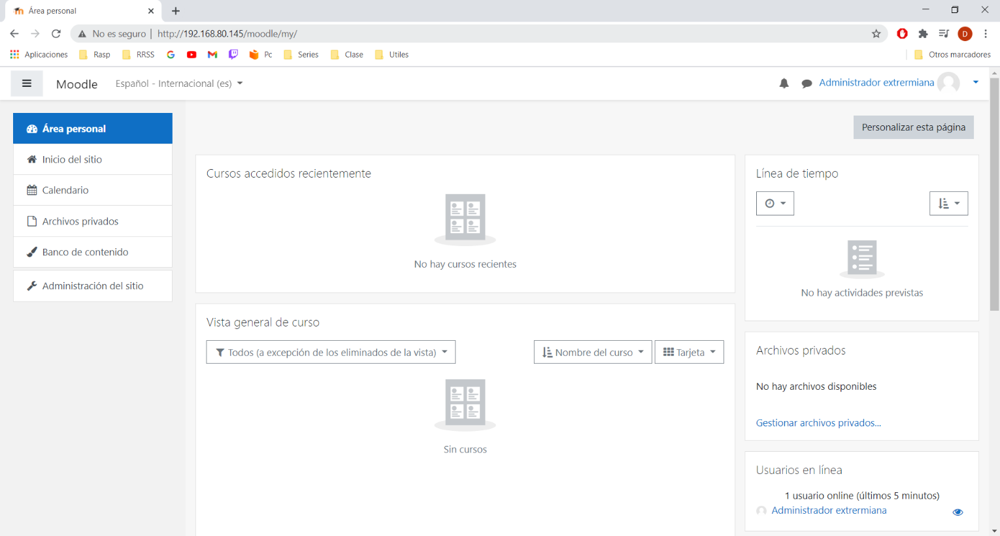 Área personal
No es seguro | http://192.168.80.145/moodle/my/
D
Aplicaciones Rasp RRSS Pc Series Clase Utiles Otros marcadores
Moodle Español - Internacional (es) Administrador extrermiana
Área personal
Inicio del sitio
Calendario
Archivos privados
Banco de contenido
Administración del sitio
Personalizar esta página
Cursos accedidos recientemente
No hay cursos recientes
Vista general de curso
Todos (a excepción de los eliminados de la vista) Nombre del curso Tarjeta
Sin cursos
Línea de tiempo
No hay actividades previstas
Archivos privados
No hay archivos disponibles
Gestionar archivos privados...
Usuarios en línea
1 usuario online (últimos 5 minutos)
Administrador extrermiana